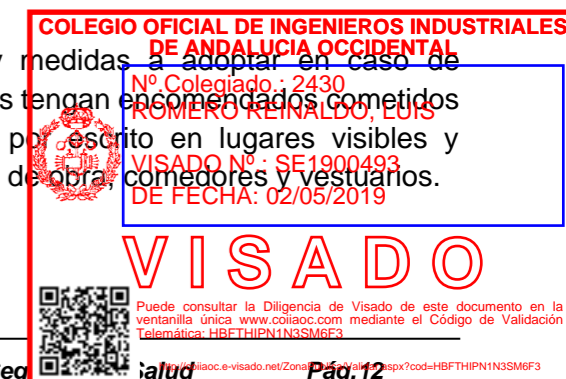 COLEGIO OFICIAL DE INGENIEROS INDUSTRIALES
DE ANDALUCIA OCCIDENTAL
y medidas a adoptar en caso de
Nº Colegiado.: 2430
s tengan encomendados cometidos
ROMERO REINALDO, LUIS
por escrito en lugares visibles y
VISADO Nº : SE1900493
de obra, comedores y vestuarios.
DE FECHA: 02/05/2019
VISADO
Puede consultar la Diligencia de Visado de este documento en la
ventanilla única www.coiiaoc.com mediante el Código de Validación
Telemática: HBFTHIPN1N3SM6F3
Salud Pág.12
cod=HBFTHIPN1N3SM6F3